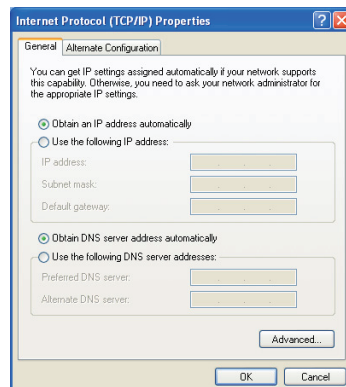 Internet Protocol (TCP/IP) Properties
General
Alternate Configuration
You can get IP settings assigned automatically if your network supports
this capability. Otherwise, you need to ask your network administrator for
the appropriate IP settings.
Obtain an IP address automatically
Use the following IP address:
IP address:
Subnet mask:
Default gateway:
Obtain DNS server address automatically
Use the following DNS server addresses:
Preferred DNS server:
Alternate DNS server:
Advanced...
OK
Cancel